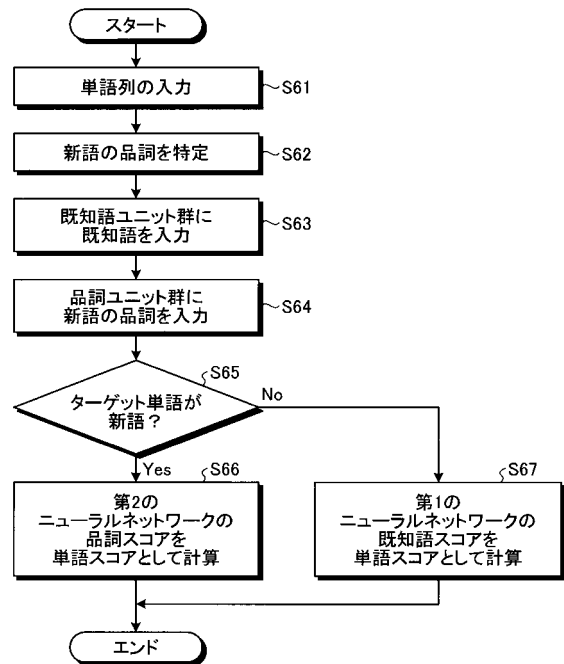 スタート
単語列の入力
S61
新語の品詞を特定
S62
既知語ユニット群に
既知語を入力
S63
品詞ユニット群に
新語の品詞を入力
S64
S65
ターゲット単語が
新語？
No
Yes
S66
第2の
ニューラルネットワークの
品詞スコアを
単語スコアとして計算
S67
第1の
ニューラルネットワークの
既知語スコアを
単語スコアとして計算
エンド